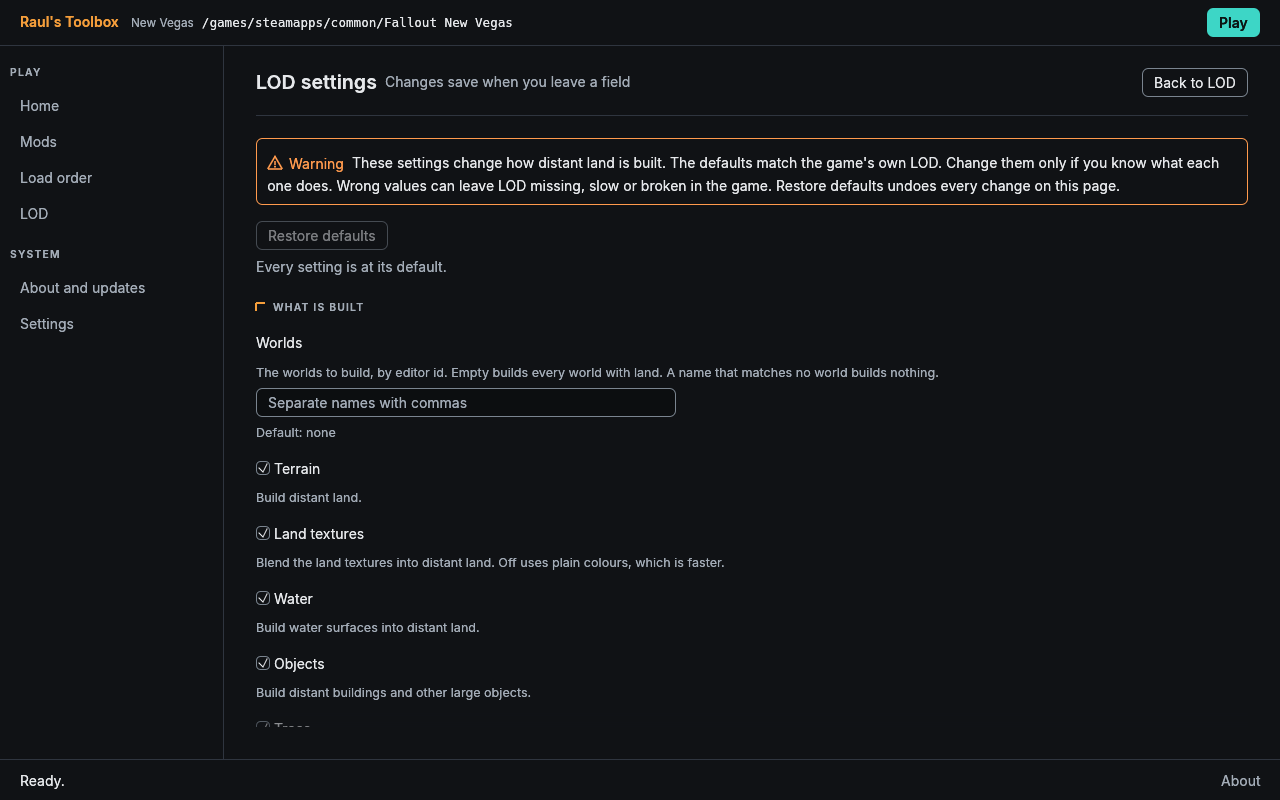 Raul's Toolbox New Vegas /games/steamapps/common/Fallout New Vegas Play
PLAY
Home
Mods
Load order
LOD
SYSTEM
About and updates
Settings
LOD settings Changes save when you leave a field Back to LOD
Warning These settings change how distant land is built. The defaults match the game's own LOD. Change them only if you know what each
one does. Wrong values can leave LOD missing, slow or broken in the game. Restore defaults undoes every change on this page.
Restore defaults
Every setting is at its default.
WHAT IS BUILT
Worlds
The worlds to build, by editor id. Empty builds every world with land. A name that matches no world builds nothing.
Separate names with commas
Default: none
Terrain
Build distant land.
Land textures
Blend the land textures into distant land. Off uses plain colours, which is faster.
Water
Build water surfaces into distant land.
Objects
Build distant buildings and other large objects.
Ready. About